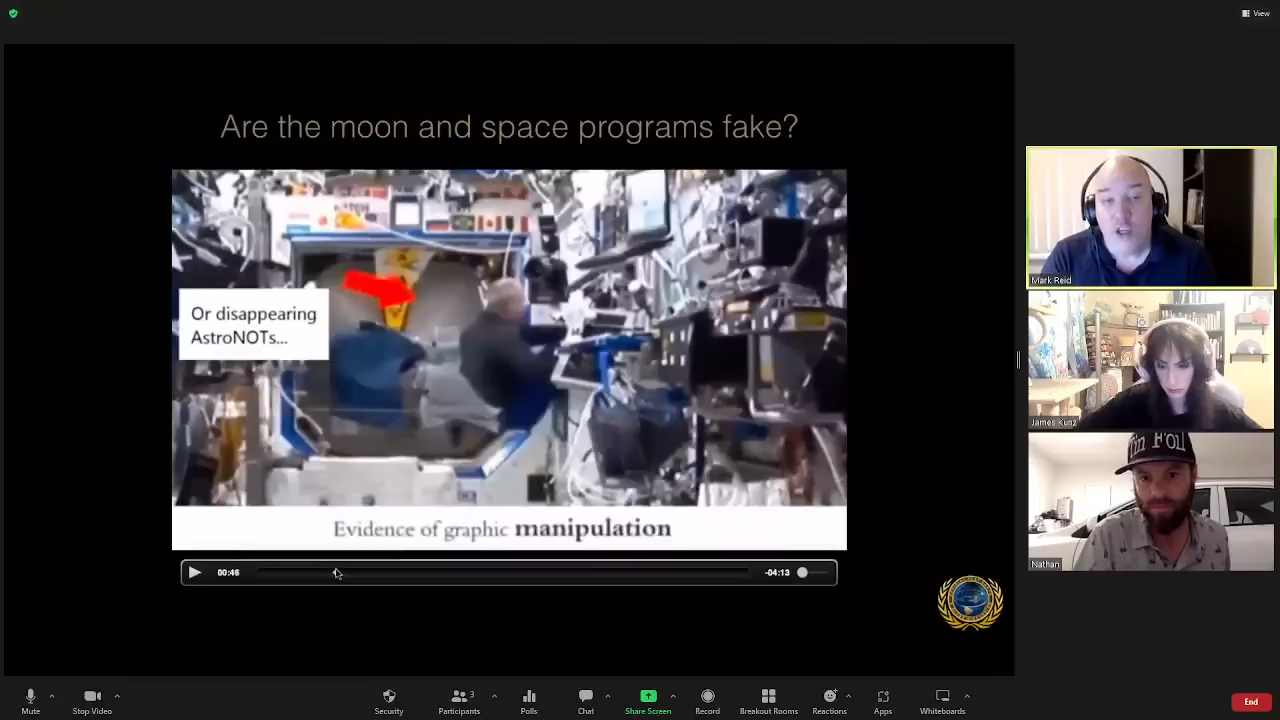 View
Are the moon and space programs fake?
Or disappearing
AstroNOTs...
Evidence of graphic manipulation
00:46
-04:13
Mark Reid
James Kunz
Tin Foil
Nathan
Mute
Stop Video
Security
Participants
3
Polls
Chat
Share Screen
Record
Breakout Rooms
Reactions
Apps
Whiteboards
End